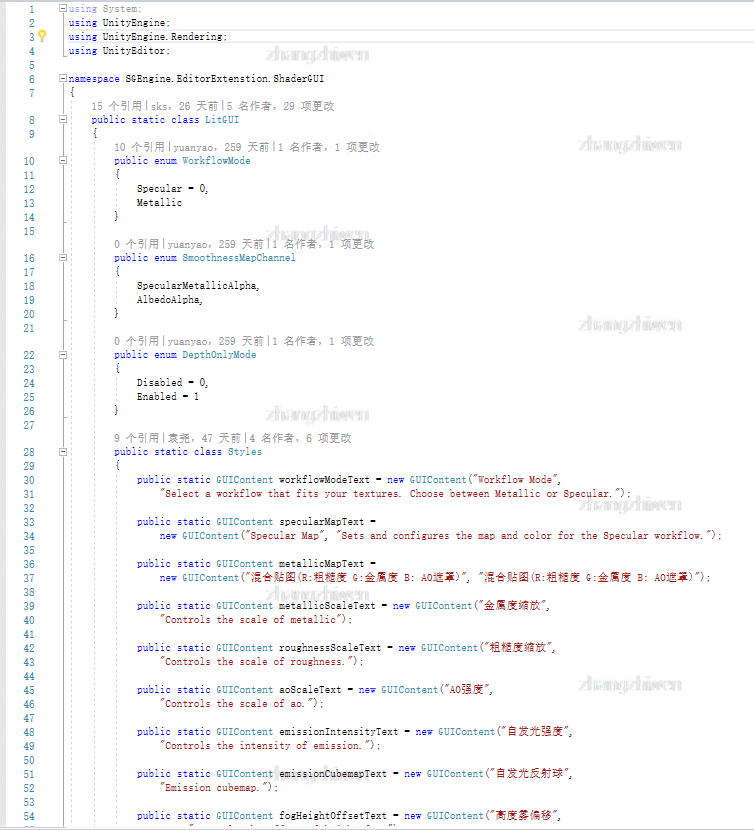 1 using System;
2 using UnityEngine;
3 using UnityEngine.Rendering;
4 using UnityEditor;
zhangzhiwen
5
6 namespace SGEngine.EditorExtenstion.ShaderGUI
7 {
15 个引用|sks，26 天前|5 名作者，29 项更改
8 public static class LitGUI
9 {
zhangzhiwen
10 个引用|yuanyao，259 天前|1 名作者，1 项更改
10 public enum WorkflowMode
11 {
12 Specular = 0,
13 Metallic
14 }
15
zhangzhiwen
0 个引用|yuanyao，259 天前|1 名作者，1 项更改
16 public enum SmoothnessMapChannel
17 {
18 SpecularMetallicAlpha,
19 AlbedoAlpha,
20 }
21
zhangzhiwen
0 个引用|yuanyao，259 天前|1 名作者，1 项更改
22 public enum DepthOnlyMode
23 {
24 Disabled = 0,
25 Enabled = 1
26 }
zhangzhiwen
27
9 个引用|袁尧，47 天前|4 名作者，6 项更改
28 public static class Styles
29 {
30 public static GUIContent workflowModeText = new GUIContent("Workflow Mode",
31 "Select a workflow that fits your textures. Choose between Metallic or Specular.");
zhangzhiwen
32
33 public static GUIContent specularMapText =
34 new GUIContent("Specular Map", "Sets and configures the map and color for the Specular workflow.");
35
36 public static GUIContent metallicMapText =
37 new GUIContent("混合贴图(R:粗糙度 G:金属度 B: AO遮罩)", "混合贴图(R:粗糙度 G:金属度 B: AO遮罩)");
38
zhangzhiwen
39 public static GUIContent metallicScaleText = new GUIContent("金属度缩放",
40 "Controls the scale of metallic");
41
42 public static GUIContent roughnessScaleText = new GUIContent("粗糙度缩放",
43 "Controls the scale of roughness.");
44
zhangzhiwen
45 public static GUIContent aoScaleText = new GUIContent("AO强度",
46 "Controls the scale of ao.");
47
48 public static GUIContent emissionIntensityText = new GUIContent("自发光强度",
49 "Controls the intensity of emission.");
50
51 public static GUIContent emissionCubemapText = new GUIContent("自发光反射球",
zhangzhiwen
52 "Emission cubemap.");
53
54 public static GUIContent fogHeightOffsetText = new GUIContent("高度雾偏移",